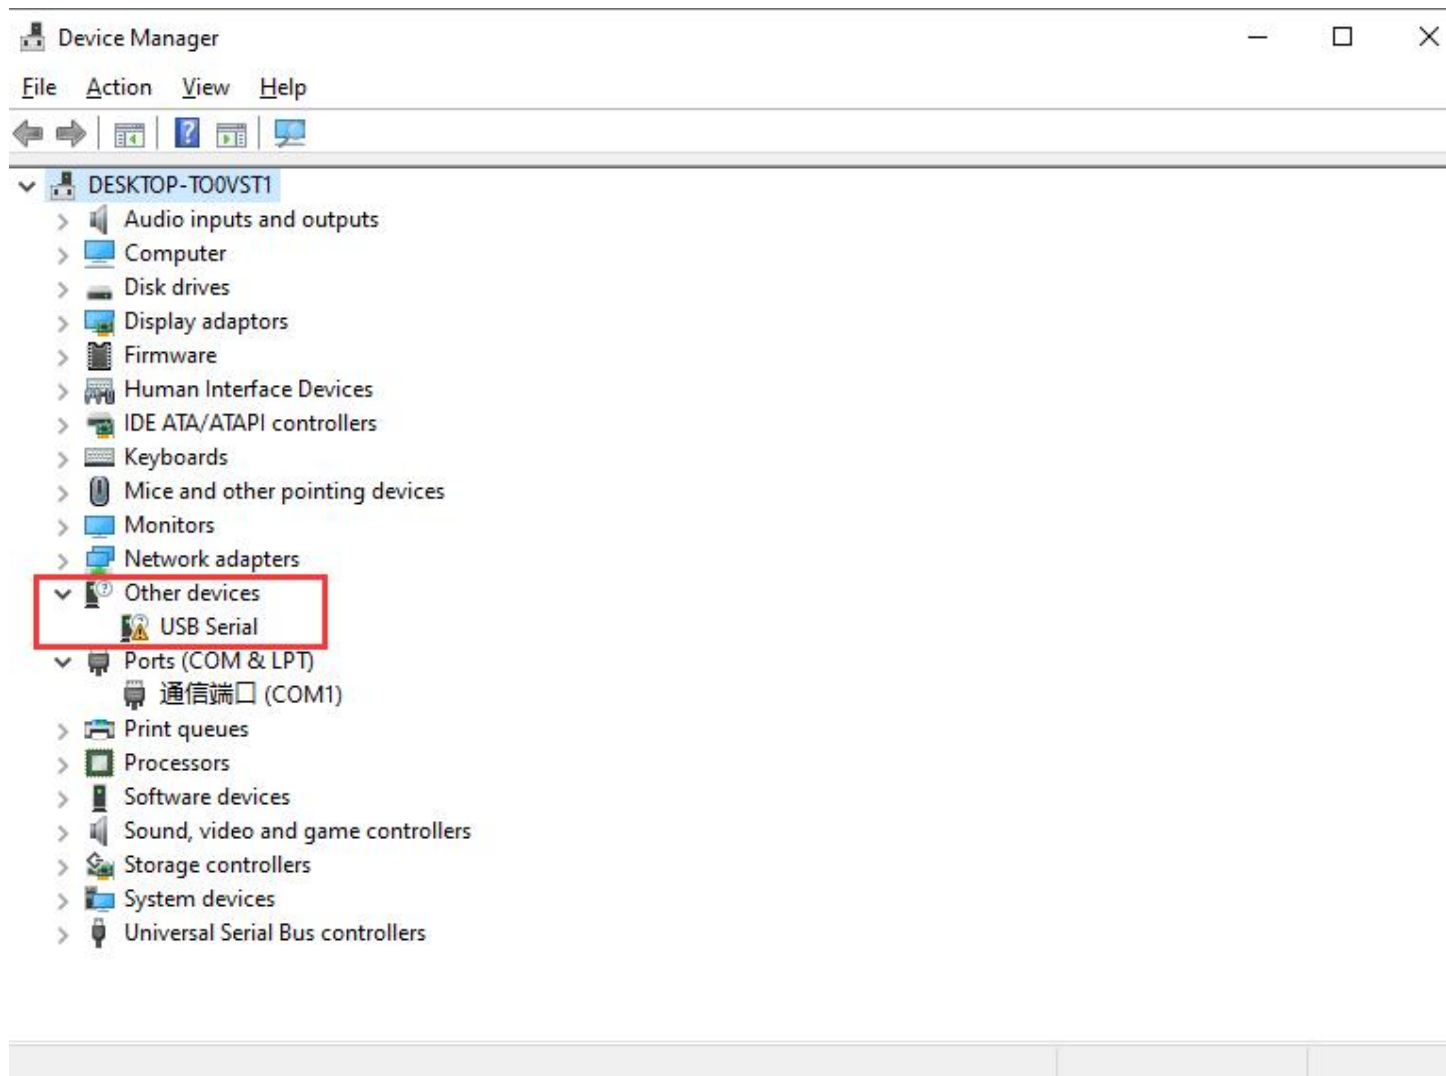 Device Manager
File Action View Help
DESKTOP-TO0VST1
Audio inputs and outputs
Computer
Disk drives
Display adaptors
Firmware
Human Interface Devices
IDE ATA/ATAPI controllers
Keyboards
Mice and other pointing devices
Monitors
Network adapters
Other devices
USB Serial
Ports (COM & LPT)
通信端口 (COM1)
Print queues
Processors
Software devices
Sound, video and game controllers
Storage controllers
System devices
Universal Serial Bus controllers